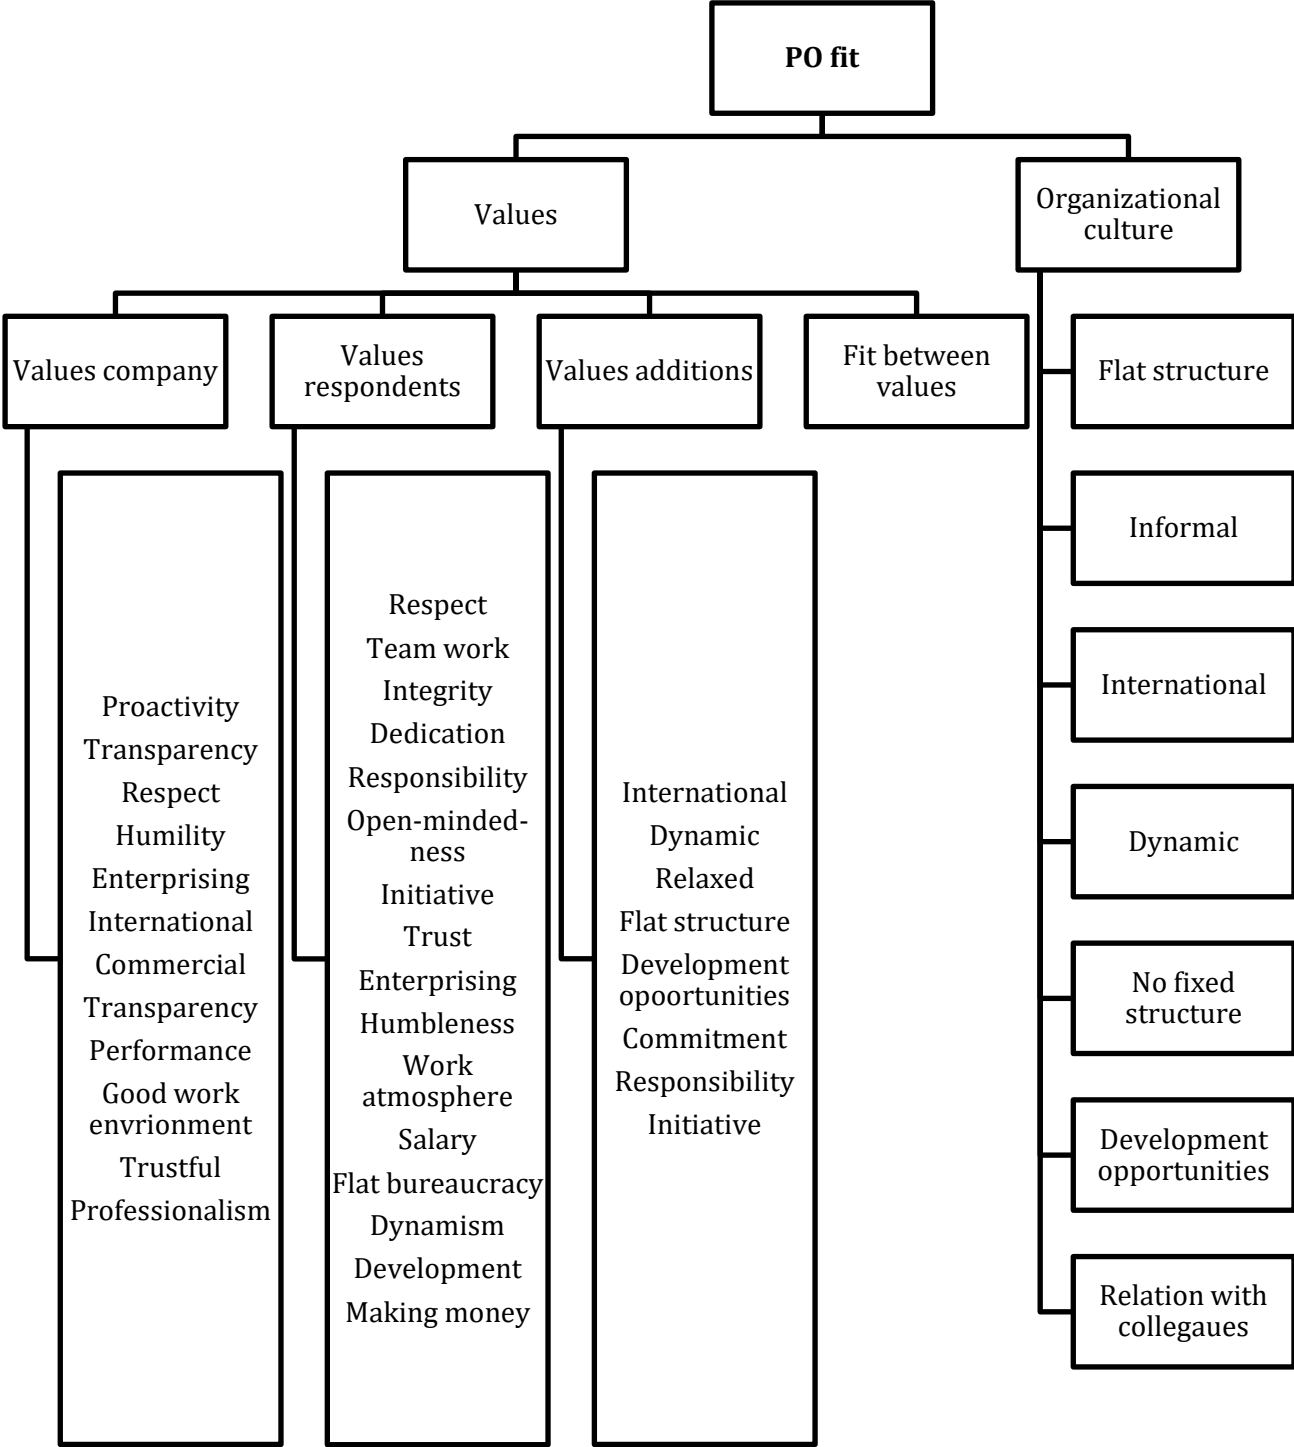 PO fit
Values
Organizational
culture
Values company
Values
respondents
Values additions
Fit between
values
Flat structure
Informal
International
Dynamic
No fixed
structure
Development
opportunities
Relation with
collegaues
Proactivity
Transparency
Respect
Humility
Enterprising
International
Commercial
Transparency
Performance
Good work
envrionment
Trustful
Professionalism
Respect
Team work
Integrity
Dedication
Responsibility
Open-minded-
ness
Initiative
Trust
Enterprising
Humbleness
Work
atmosphere
Salary
Flat bureaucracy
Dynamism
Development
Making money
International
Dynamic
Relaxed
Flat structure
Development
opoortunities
Commitment
Responsibility
Initiative